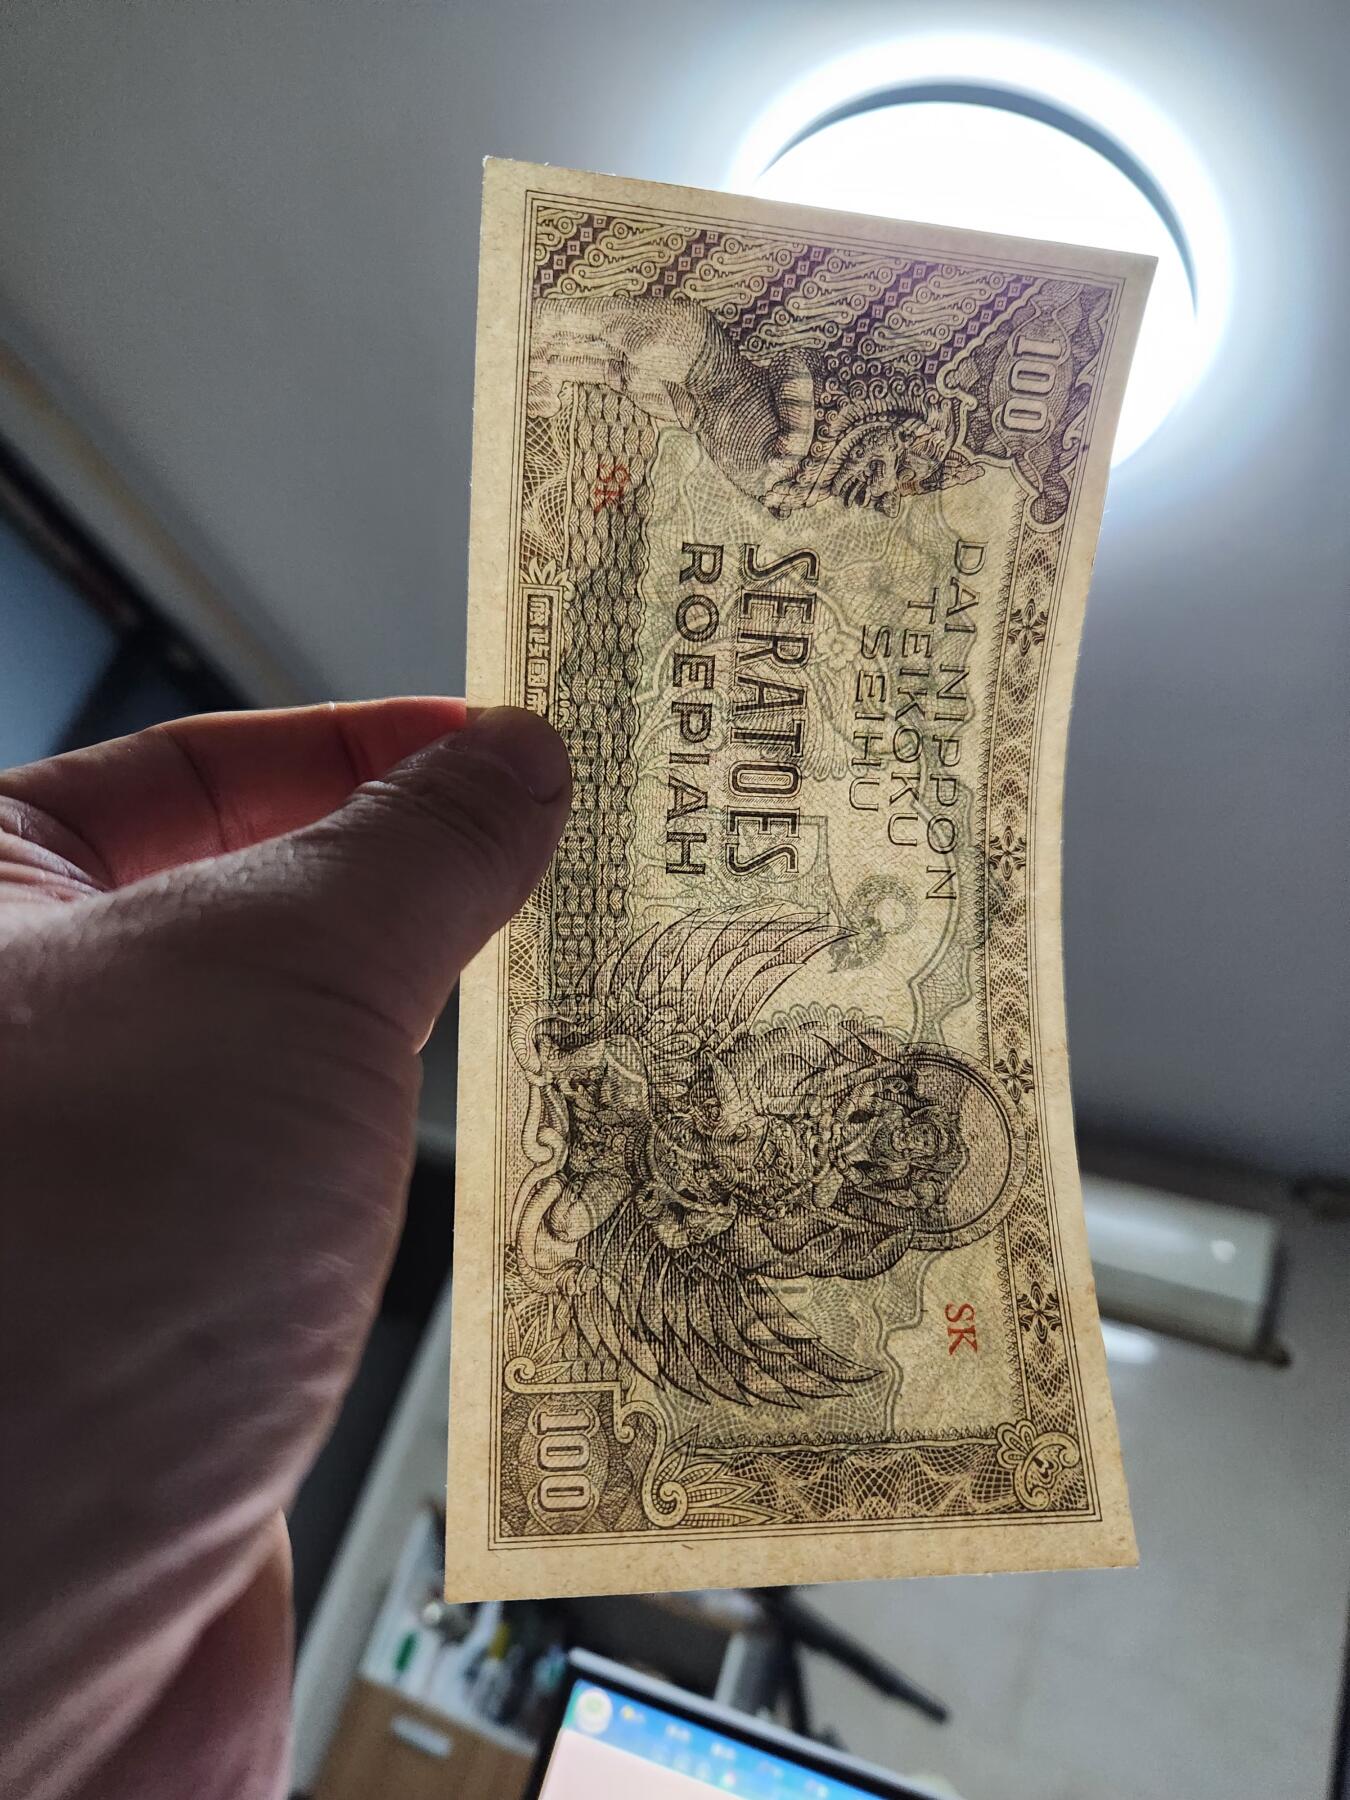 100
DAI NIPPON
TEIKOKU
SEIHU
SK
SERATOES
ROEPIAH
SK
100